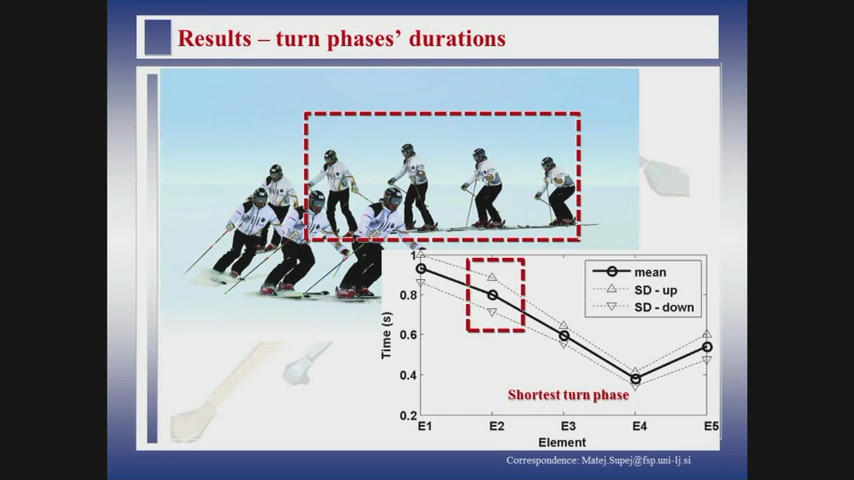 Results – turn phases’ durations
1
0.8
0.6
0.4
0.2
Time (s)
mean
SD - up
SD - down
Shortest turn phase
E1 E2 E3 E4 E5
Element
Correspondence: Matej.Supej@fsp.uni-lj.si